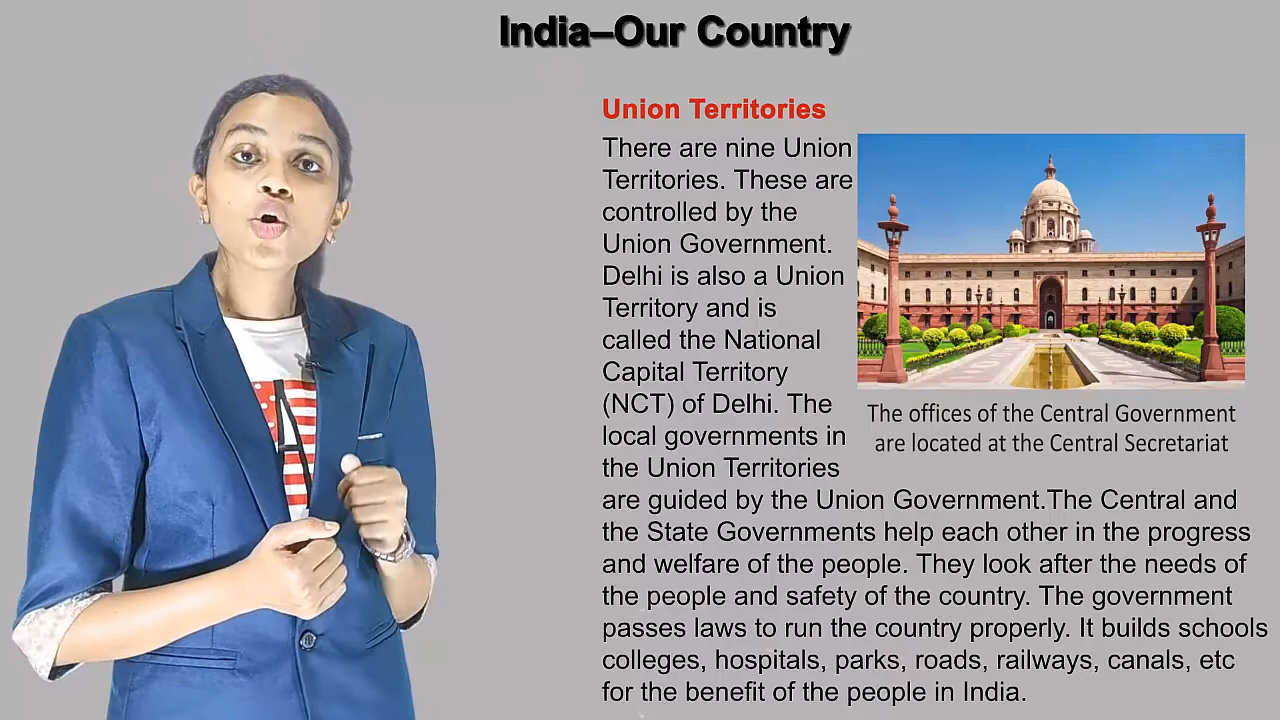 India–Our Country
Union Territories
There are nine Union
Territories. These are
controlled by the
Union Government.
Delhi is also a Union
Territory and is
called the National
Capital Territory
(NCT) of Delhi. The
local governments in
the Union Territories
are guided by the Union Government.The Central and
the State Governments help each other in the progress
and welfare of the people. They look after the needs of
the people and safety of the country. The government
passes laws to run the country properly. It builds schools
colleges, hospitals, parks, roads, railways, canals, etc
for the benefit of the people in India.
The offices of the Central Government
are located at the Central Secretariat